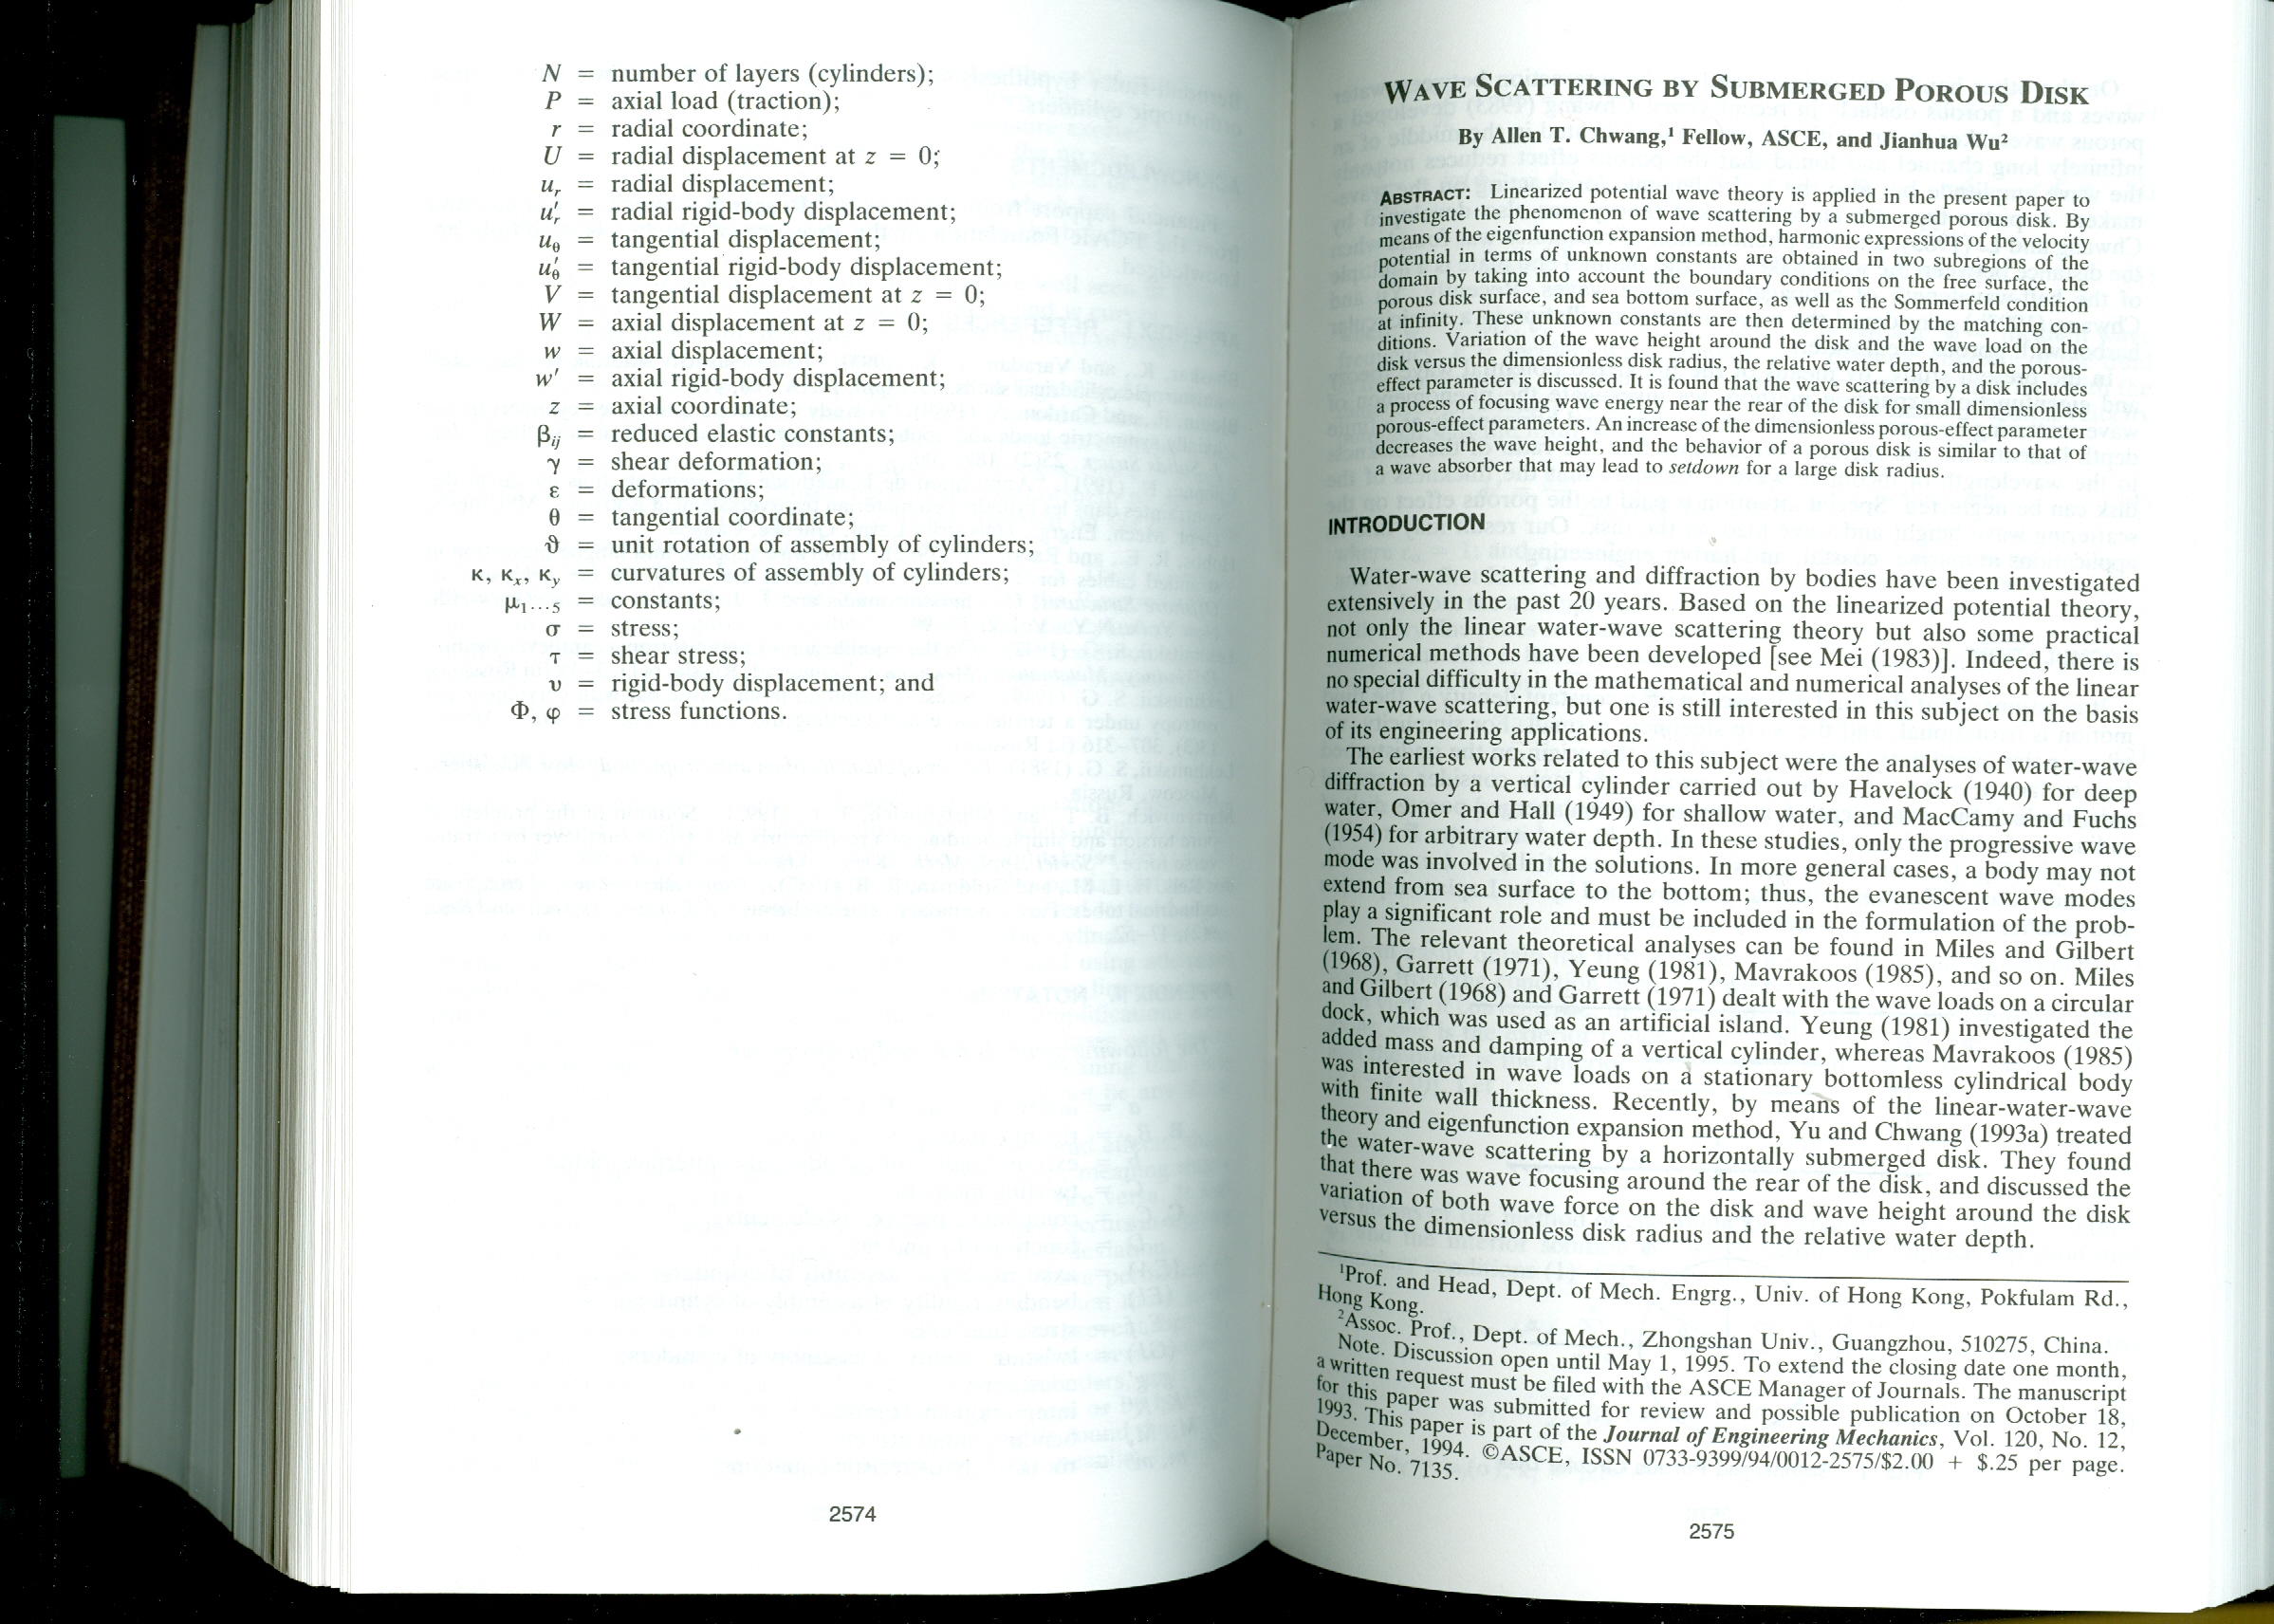 N = number of layers (cylinders);
P = axial load (traction);
r = radial coordinate;
U = radial displacement at z = 0;
u_r = radial displacement;
u′_r = radial rigid-body displacement;
u_θ = tangential displacement;
u′_θ = tangential rigid-body displacement;
V = tangential displacement at z = 0;
W = axial displacement at z = 0;
w = axial displacement;
w′ = axial rigid-body displacement;
z = axial coordinate;
β_ij = reduced elastic constants;
γ = shear deformation;
ε = deformations;
θ = tangential coordinate;
ϑ = unit rotation of assembly of cylinders;
κ, κ_x, κ_y = curvatures of assembly of cylinders;
μ_1...5 = constants;
σ = stress;
τ = shear stress;
υ = rigid-body displacement; and
Φ, φ = stress functions.
2574
WAVE SCATTERING BY SUBMERGED POROUS DISK
By Allen T. Chwang,¹ Fellow, ASCE, and Jianhua Wu²
ABSTRACT: Linearized potential wave theory is applied in the present paper to
investigate the phenomenon of wave scattering by a submerged porous disk. By
means of the eigenfunction expansion method, harmonic expressions of the velocity
potential in terms of unknown constants are obtained in two subregions of the
domain by taking into account the boundary conditions on the free surface, the
porous disk surface, and sea bottom surface, as well as the Sommerfeld condition
at infinity. These unknown constants are then determined by the matching con-
ditions. Variation of the wave height around the disk and the wave load on the
disk versus the dimensionless disk radius, the relative water depth, and the porous-
effect parameter is discussed. It is found that the wave scattering by a disk includes
a process of focusing wave energy near the rear of the disk for small dimensionless
porous-effect parameters. An increase of the dimensionless porous-effect parameter
decreases the wave height, and the behavior of a porous disk is similar to that of
a wave absorber that may lead to setdown for a large disk radius.
INTRODUCTION
Water-wave scattering and diffraction by bodies have been investigated
extensively in the past 20 years. Based on the linearized potential theory,
not only the linear water-wave scattering theory but also some practical
numerical methods have been developed [see Mei (1983)]. Indeed, there is
no special difficulty in the mathematical and numerical analyses of the linear
water-wave scattering, but one is still interested in this subject on the basis
of its engineering applications.
The earliest works related to this subject were the analyses of water-wave
diffraction by a vertical cylinder carried out by Havelock (1940) for deep
water, Omer and Hall (1949) for shallow water, and MacCamy and Fuchs
(1954) for arbitrary water depth. In these studies, only the progressive wave
mode was involved in the solutions. In more general cases, a body may not
extend from sea surface to the bottom; thus, the evanescent wave modes
play a significant role and must be included in the formulation of the prob-
lem. The relevant theoretical analyses can be found in Miles and Gilbert
(1968), Garrett (1971), Yeung (1981), Mavrakoos (1985), and so on. Miles
and Gilbert (1968) and Garrett (1971) dealt with the wave loads on a circular
dock, which was used as an artificial island. Yeung (1981) investigated the
added mass and damping of a vertical cylinder, whereas Mavrakoos (1985)
was interested in wave loads on a stationary bottomless cylindrical body
with finite wall thickness. Recently, by means of the linear-water-wave
theory and eigenfunction expansion method, Yu and Chwang (1993a) treated
the water-wave scattering by a horizontally submerged disk. They found
that there was wave focusing around the rear of the disk, and discussed the
variation of both wave force on the disk and wave height around the disk
versus the dimensionless disk radius and the relative water depth.
¹Prof. and Head, Dept. of Mech. Engrg., Univ. of Hong Kong, Pokfulam Rd.,
Hong Kong.
²Assoc. Prof., Dept. of Mech., Zhongshan Univ., Guangzhou, 510275, China.
Note. Discussion open until May 1, 1995. To extend the closing date one month,
a written request must be filed with the ASCE Manager of Journals. The manuscript
for this paper was submitted for review and possible publication on October 18,
1993. This paper is part of the Journal of Engineering Mechanics, Vol. 120, No. 12,
December, 1994. ©ASCE, ISSN 0733-9399/94/0012-2575/$2.00 + $.25 per page.
Paper No. 7135.
2575